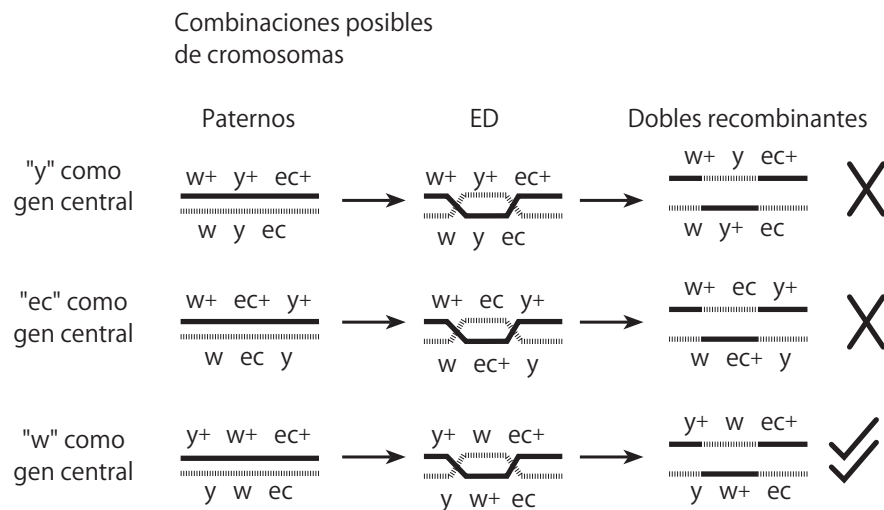 Combinaciones posibles
de cromosomas
Paternos ED Dobles recombinantes
"y" como
gen central
w+ y+ ec+
w y ec
w+ y+ ec+
w y ec
w+ y ec+
w y+ ec
"ec" como
gen central
w+ ec+ y+
w ec y
w+ ec y+
w ec+ y
w+ ec y+
w ec+ y
"w" como
gen central
y+ w+ ec+
y w ec
y+ w ec+
y w+ ec
y+ w ec+
y w+ ec